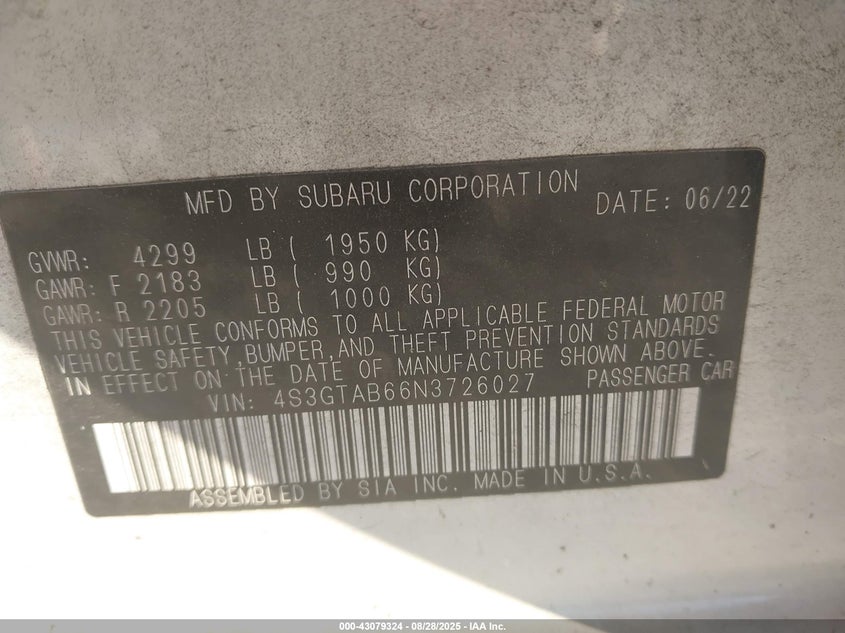 MFD BY SUBARU CORPORATION DATE: 06/22
GVWR: 4299 LB ( 1950 KG)
GAWR: F 2183 LB ( 990 KG)
GAWR: R 2205 LB ( 1000 KG)
THIS VEHICLE CONFORMS TO ALL APPLICABLE FEDERAL MOTOR
VEHICLE SAFETY,BUMPER,AND THEFT PREVENTION STANDARDS
IN EFFECT ON THE DATE OF MANUFACTURE SHOWN ABOVE.
VIN: 4S3GTAB66N3726027 PASSENGER CAR
ASSEMBLED BY SIA INC. MADE IN U.S.A.
000-43079324 - 08/28/2025 - IAA Inc.